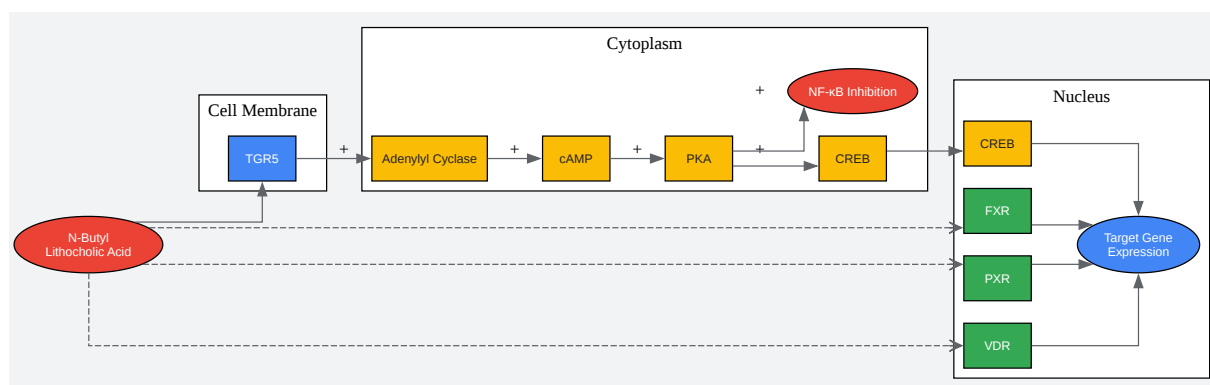 Cytoplasm
+
NF-κB Inhibition
Nucleus
Cell Membrane
TGR5
+
Adenylyl Cyclase
+
cAMP
+
PKA
+
CREB
CREB
FXR
N-Butyl
Lithocholic Acid
Target Gene
Expression
PXR
VDR